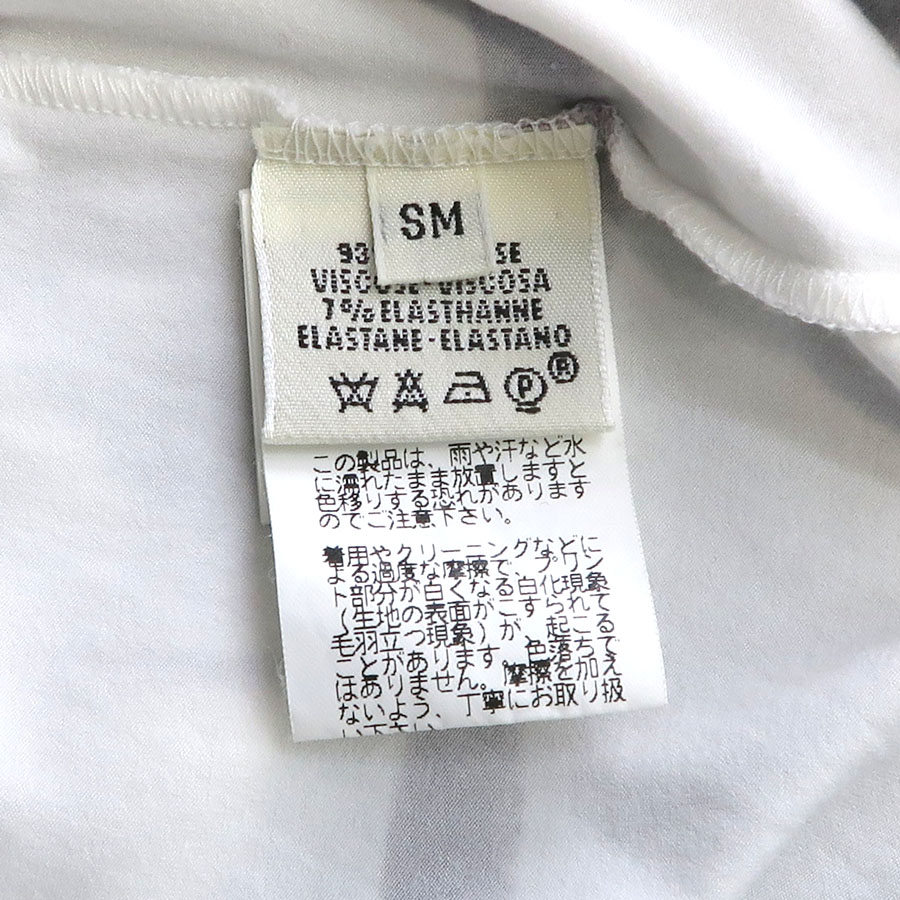 SM
93 SE
VISCOSE-VISCOSA
7% ELASTHANNE
ELASTANE-ELASTANO
P R
この製品は、雨や汗など水
に濡れたまま放置しますと
色移りする恐れがあります
のでご注意下さい。
着用やクリーニングなどに
よる過度な摩擦で、プリン
ト部分が白くなる白化現象
(生地の表面がこすられて
毛羽立つ現象)が、起こる
ことがあります。色落ちで
はありません。摩擦を加え
ないよう、丁寧にお取り扱
い下さい。